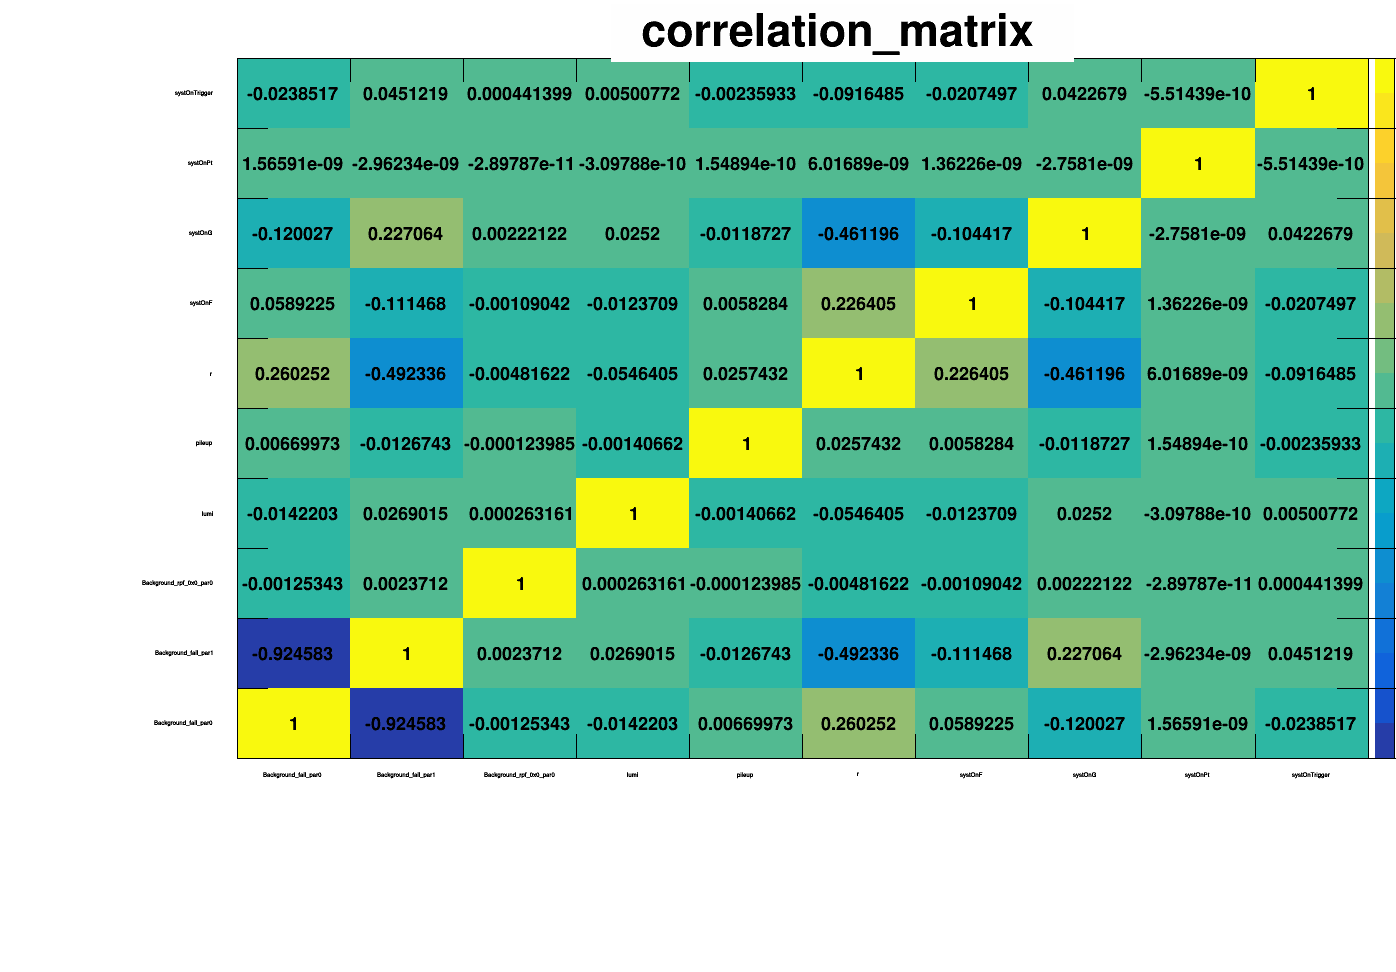 correlation_matrix
systOnTrigger -0.0238517 0.0451219 0.000441399 0.00500772 -0.00235933 -0.0916485 -0.0207497 0.0422679 -5.51439e-10 1
systOnPt 1.56591e-09 -2.96234e-09 -2.89787e-11 -3.09788e-10 1.54894e-10 6.01689e-09 1.36226e-09 -2.7581e-09 1 -5.51439e-10
systOnG -0.120027 0.227064 0.00222122 0.0252 -0.0118727 -0.461196 -0.104417 1 -2.7581e-09 0.0422679
systOnF 0.0589225 -0.111468 -0.00109042 -0.0123709 0.0058284 0.226405 1 -0.104417 1.36226e-09 -0.0207497
r 0.260252 -0.492336 -0.00481622 -0.0546405 0.0257432 1 0.226405 -0.461196 6.01689e-09 -0.0916485
pileup 0.00669973 -0.0126743 -0.000123985 -0.00140662 1 0.0257432 0.0058284 -0.0118727 1.54894e-10 -0.00235933
lumi -0.0142203 0.0269015 0.000263161 1 -0.00140662 -0.0546405 -0.0123709 0.0252 -3.09788e-10 0.00500772
Background_rpf_0x0_par0 -0.00125343 0.0023712 1 0.000263161 -0.000123985 -0.00481622 -0.00109042 0.00222122 -2.89787e-11 0.000441399
Background_fail_par1 -0.924583 1 0.0023712 0.0269015 -0.0126743 -0.492336 -0.111468 0.227064 -2.96234e-09 0.0451219
Background_fail_par0 1 -0.924583 -0.00125343 -0.0142203 0.00669973 0.260252 0.0589225 -0.120027 1.56591e-09 -0.0238517
Background_fail_par0 Background_fail_par1 Background_rpf_0x0_par0 lumi pileup r systOnF systOnG systOnPt systOnTrigger